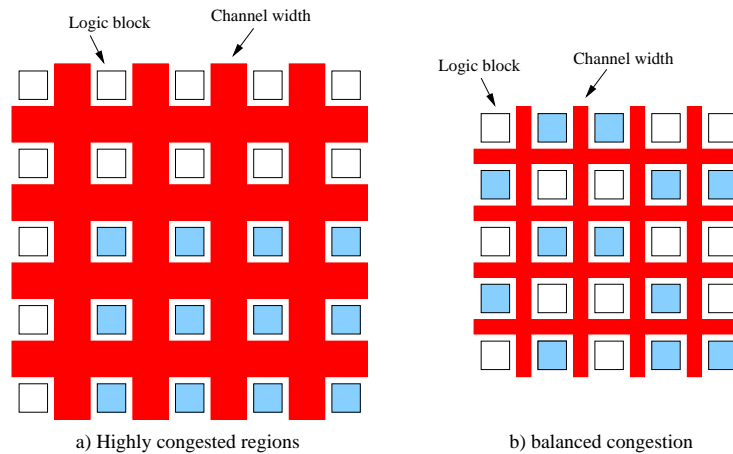 Logic block
Channel width
Logic block
Channel width
a) Highly congested regions
b) balanced congestion